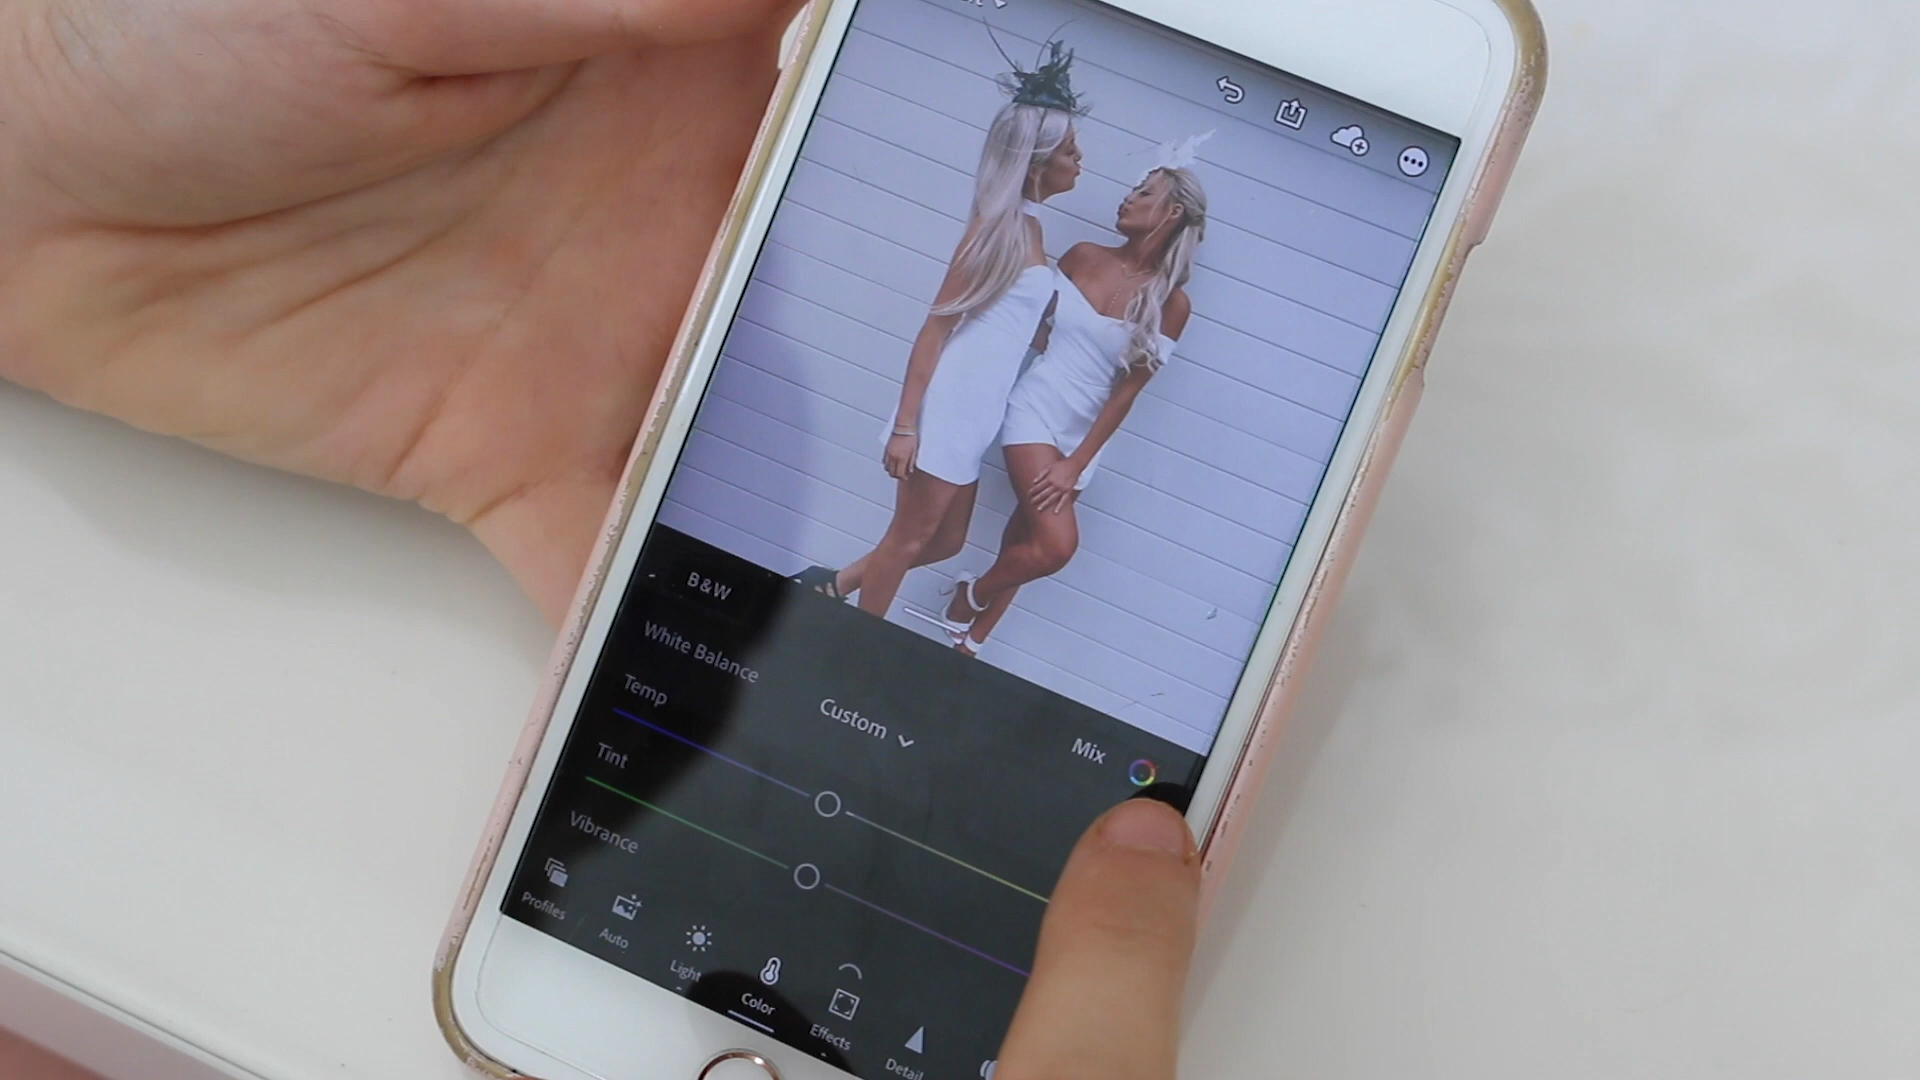 B&W
White Balance
Custom
Mix
Temp
Tint
Vibrance
Profiles
Auto
Light
Color
Effects
Detail